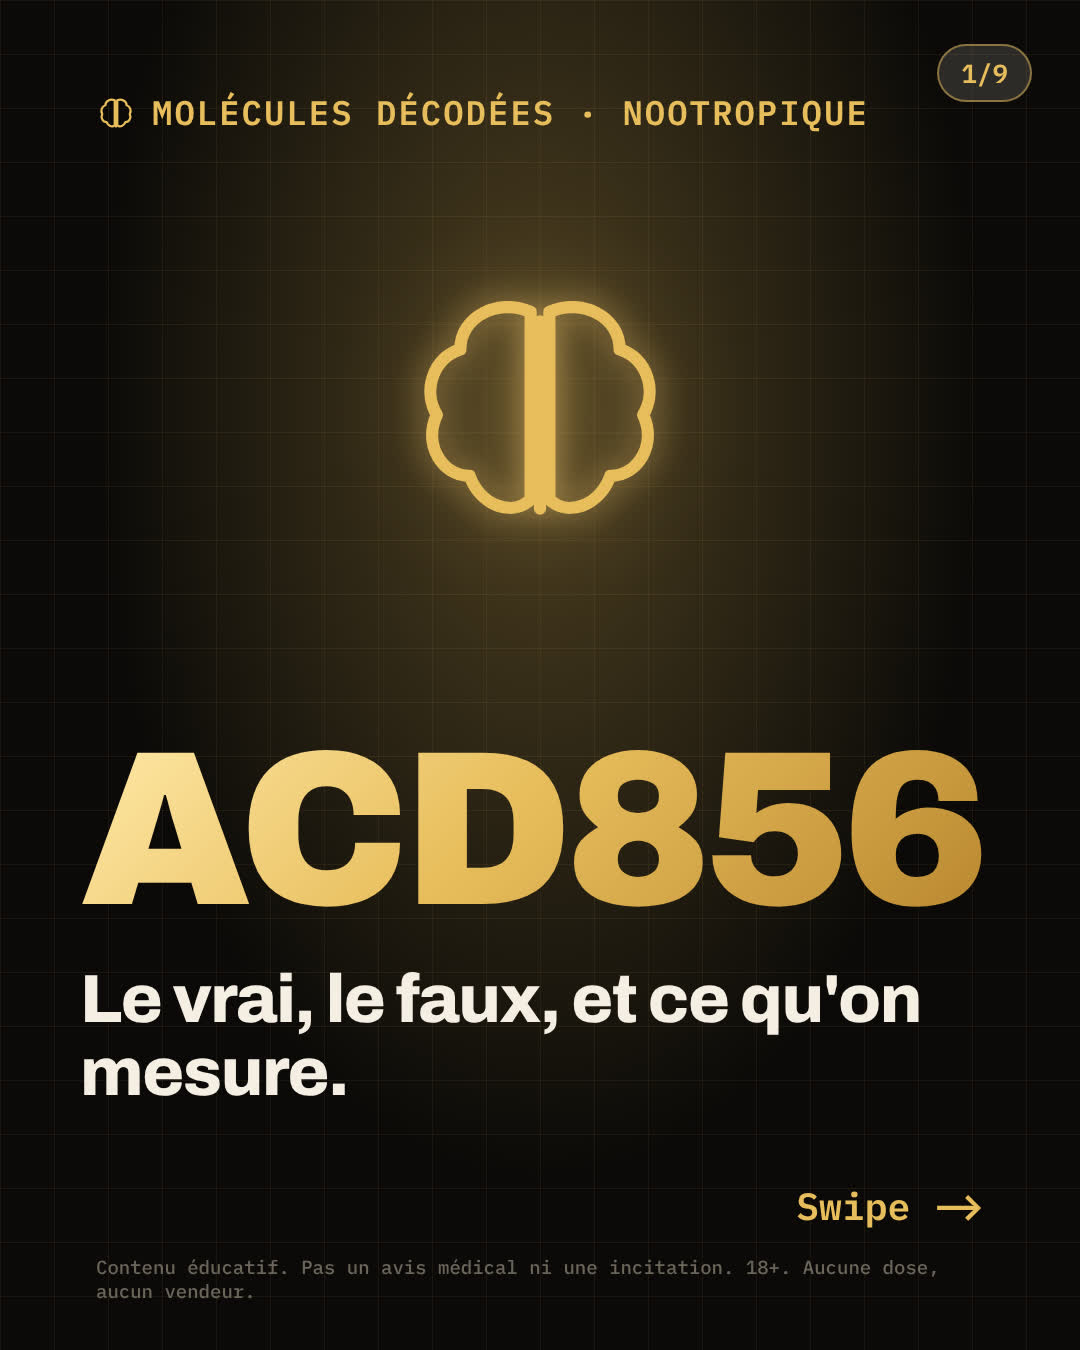 1/9
MOLÉCULES DÉCODÉES · NOOTROPIQUE
ACD856
Le vrai, le faux, et ce qu'on
mesure.
Swipe →
Contenu éducatif. Pas un avis médical ni une incitation. 18+. Aucune dose,
aucun vendeur.